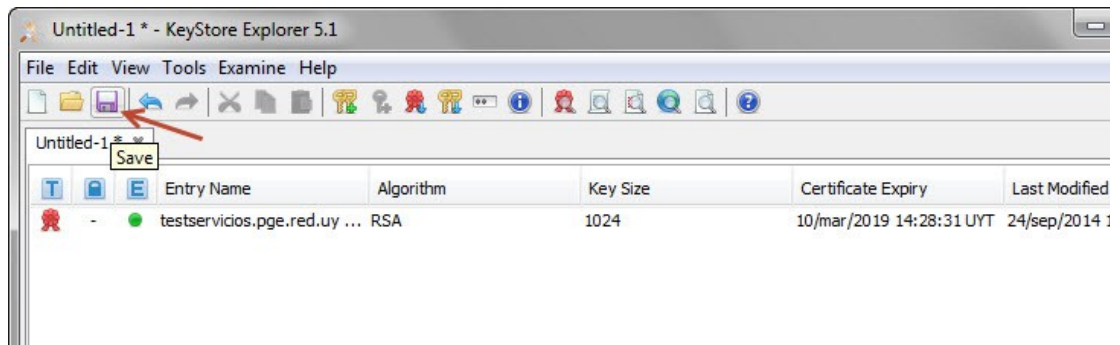 Untitled-1 * - KeyStore Explorer 5.1
File Edit View Tools Examine Help
Untitled-1 *
Save
T E Entry Name Algorithm Key Size Certificate Expiry Last Modified
- testservicios.pge.red.uy ... RSA 1024 10/mar/2019 14:28:31 UYT 24/sep/2014 1